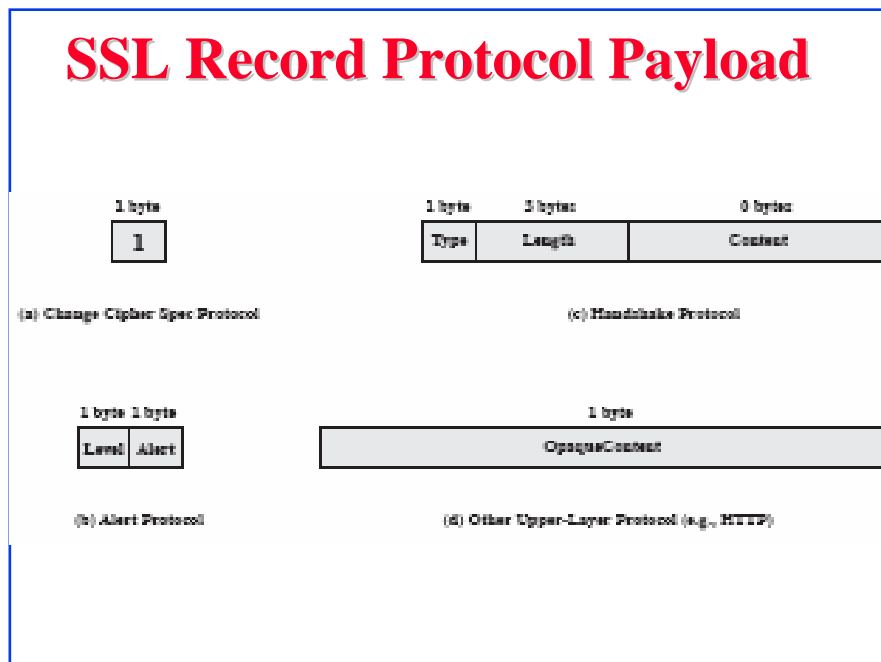 SSL Record Protocol Payload
1 byte
1
(a) Change Cipher Spec Protocol
1 byte 3 bytes 0 bytes
Type Length Content
(c) Handshake Protocol
1 byte 1 byte
Level Alert
(b) Alert Protocol
1 byte
OpaqueContent
(d) Other Upper-Layer Protocol (e.g., HTTP)